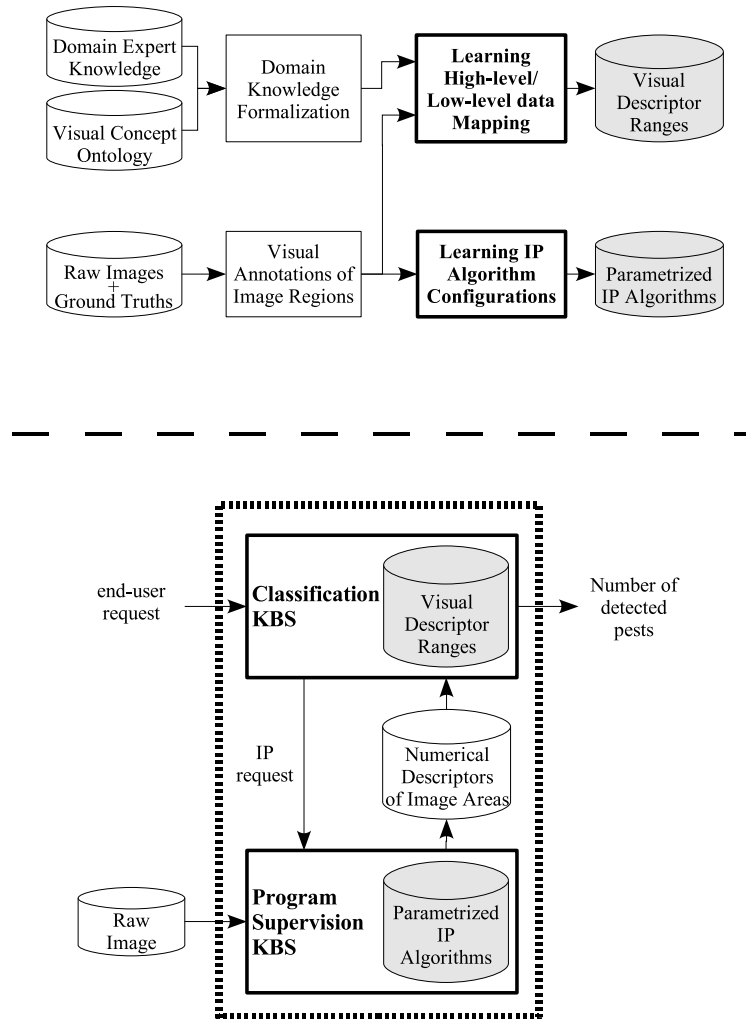 Domain Expert
Knowledge
Visual Concept
Ontology
Domain
Knowledge
Formalization
Learning
High-level/
Low-level data
Mapping
Visual
Descriptor
Ranges
Raw Images
+
Ground Truths
Visual
Annotations of
Image Regions
Learning IP
Algorithm
Configurations
Parametrized
IP Algorithms
end-user
request
Classification
KBS
Visual
Descriptor
Ranges
Number of
detected
pests
IP
request
Numerical
Descriptors
of Image Areas
Raw
Image
Program
Supervision
KBS
Parametrized
IP
Algorithms